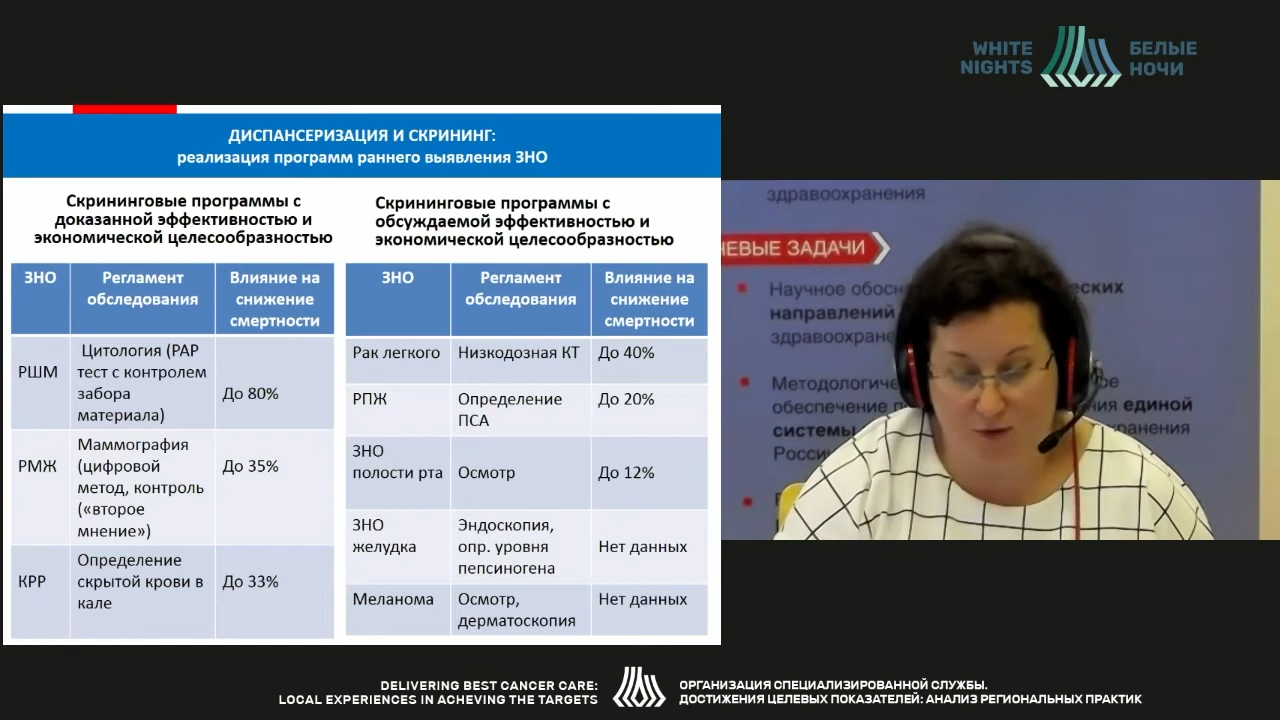 WHITE
NIGHTS
БЕЛЫЕ
НОЧИ
ДИСПАНСЕРИЗАЦИЯ И СКРИНИНГ:
реализация программ раннего выявления ЗНО
Скрининговые программы с
доказанной эффективностью и
экономической целесообразностью
ЗНО
Регламент
обследования
Влияние на
снижение
смертности
РШМ
Цитология (РАР
тест с контролем
забора
материала)
До 80%
РМЖ
Маммография
(цифровой
метод, контроль
(«второе
мнение»)
До 35%
КРР
Определение
скрытой крови в
кале
До 33%
Скрининговые программы с
обсуждаемой эффективностью и
экономической целесообразностью
ЗНО
Регламент
обследования
Влияние на
снижение
смертности
Рак легкого
Низкодозная КТ
До 40%
РПЖ
Определение
ПСА
До 20%
ЗНО
полости рта
Осмотр
До 12%
ЗНО
желудка
Эндоскопия,
опр. уровня
пепсиногена
Нет данных
Меланома
Осмотр,
дерматоскопия
Нет данных
здравоохранения
ЗАДАЧИ
Научное
направлений
Методологиче
обеспечение
единой
системы
DELIVERING BEST CANCER CARE:
LOCAL EXPERIENCES IN ACHEVING THE TARGETS
ОРГАНИЗАЦИЯ СПЕЦИАЛИЗИРОВАННОЙ СЛУЖБЫ.
ДОСТИЖЕНИЯ ЦЕЛЕВЫХ ПОКАЗАТЕЛЕЙ: АНАЛИЗ РЕГИОНАЛЬНЫХ ПРАКТИК